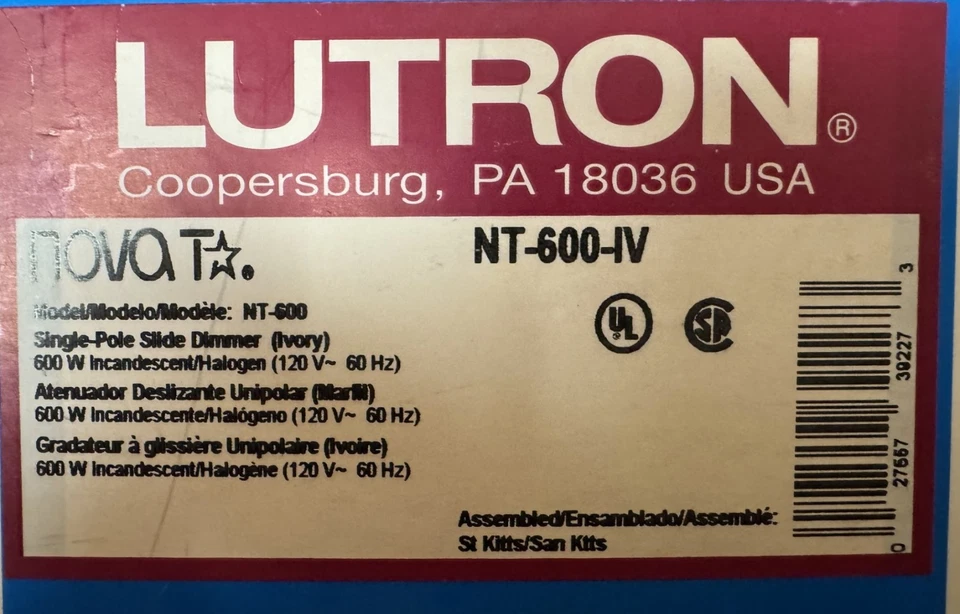 LUTRON®
Coopersburg, PA 18036 USA
nova T☆®
NT-600-IV
Model/Modelo/Modèle: NT-600
Single-Pole Slide Dimmer (Ivory)
600 W Incandescent/Halogen (120 V~ 60 Hz)
Atenuador Deslizante Unipolar (Marfil)
600 W Incandescente/Halógeno (120 V~ 60 Hz)
Gradateur à glissière Unipolaire (Ivoire)
600 W Incandescent/Halogène (120 V~ 60 Hz)
UL
SP
0 27557 39227 3
Assembled/Ensamblado/Assemblé:
St Kitts/San Kitts